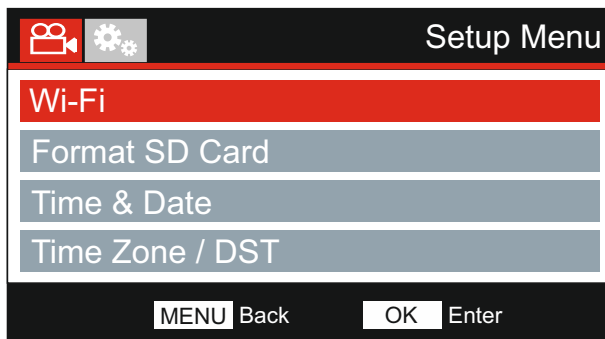 Setup Menu
Wi-Fi
Format SD Card
Time & Date
Time Zone / DST
MENU Back OK Enter